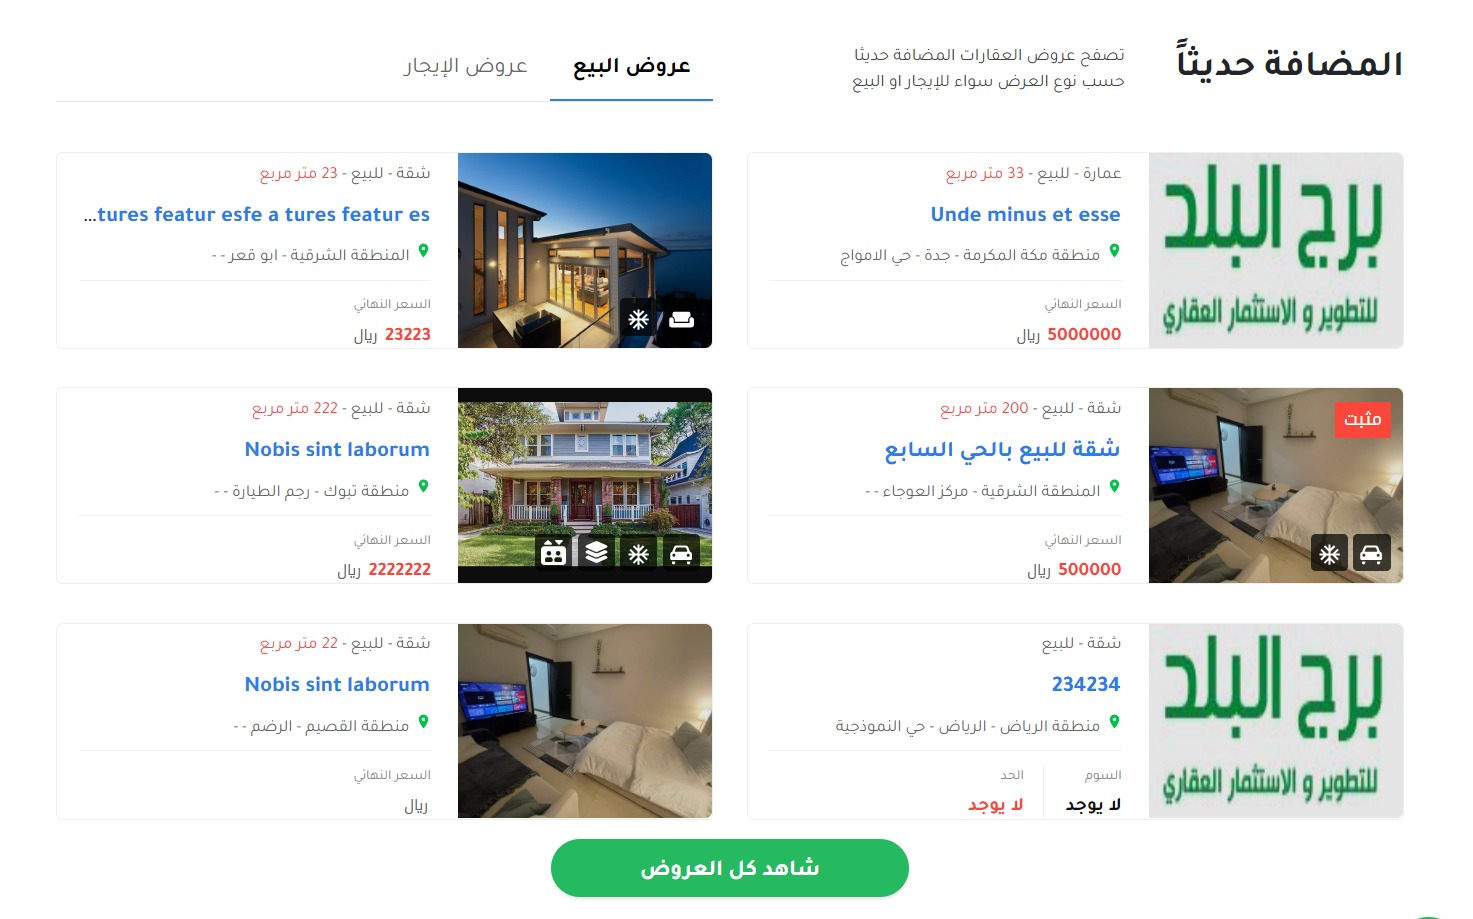 المضافة حديثاً
تصفح عروض العقارات المضافة حديثا
حسب نوع العرض سواء للإيجار او البيع
عروض البيع
عروض الإيجار
برج البلد
للتطوير و الاستثمار العقاري
عمارة - للبيع - 33 متر مربع
Unde minus et esse
منطقة مكة المكرمة - جدة - حي الامواج
السعر النهائي
5000000 ريال
شقة - للبيع - 23 متر مربع
...tures featur esfe a tures featur es
المنطقة الشرقية - ابو قعر - -
السعر النهائي
23223 ريال
مثبت
شقة - للبيع - 200 متر مربع
شقة للبيع بالحي السابع
المنطقة الشرقية - مركز العوجاء - -
السعر النهائي
500000 ريال
شقة - للبيع - 222 متر مربع
Nobis sint laborum
منطقة تبوك - رجم الطيارة - -
السعر النهائي
2222222 ريال
برج البلد
للتطوير و الاستثمار العقاري
شقة - للبيع
234234
منطقة الرياض - الرياض - حي النموذجية
السوم
لا يوجد
الحد
لا يوجد
شقة - للبيع - 22 متر مربع
Nobis sint laborum
منطقة القصيم - الرضم - -
السعر النهائي
ريال
شاهد كل العروض